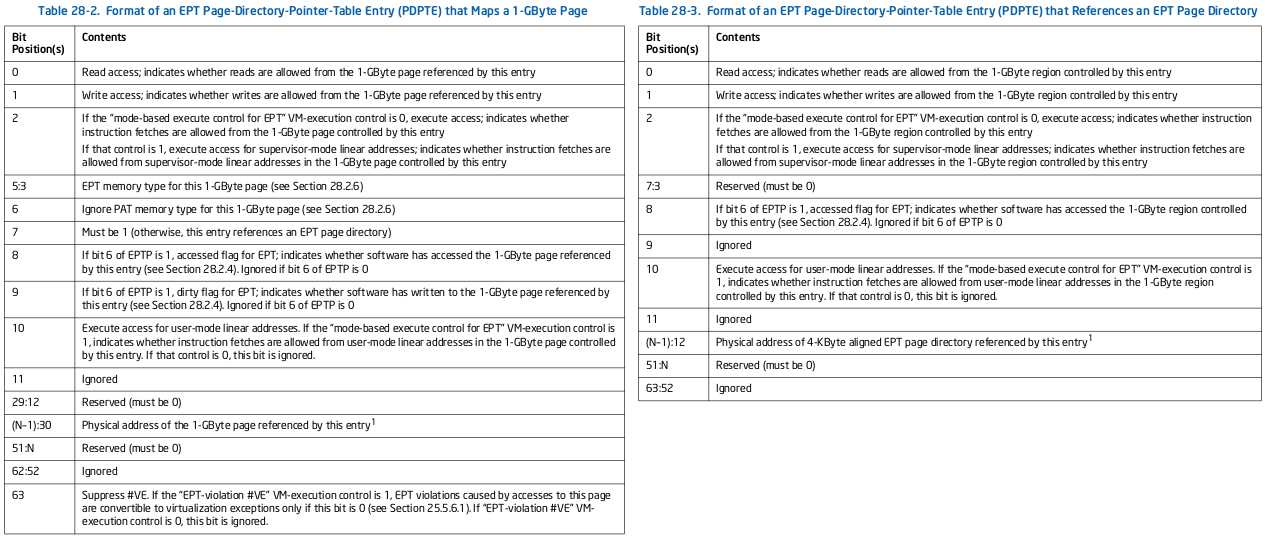 Table 28-2. Format of an EPT Page-Directory-Pointer-Table Entry (PDPTE) that Maps a 1-GByte Page
Bit
Position(s)
Contents
0
Read access; indicates whether reads are allowed from the 1-GByte page referenced by this entry
1
Write access; indicates whether writes are allowed from the 1-GByte page referenced by this entry
2
If the “mode-based execute control for EPT” VM-execution control is 0, execute access; indicates whether
instruction fetches are allowed from the 1-GByte page controlled by this entry
If that control is 1, execute access for supervisor-mode linear addresses; indicates whether instruction fetches are
allowed from supervisor-mode linear addresses in the 1-GByte page controlled by this entry
5:3
EPT memory type for this 1-GByte page (see Section 28.2.6)
6
Ignore PAT memory type for this 1-GByte page (see Section 28.2.6)
7
Must be 1 (otherwise, this entry references an EPT page directory)
8
If bit 6 of EPTP is 1, accessed flag for EPT; indicates whether software has accessed the 1-GByte page referenced
by this entry (see Section 28.2.4). Ignored if bit 6 of EPTP is 0
9
If bit 6 of EPTP is 1, dirty flag for EPT; indicates whether software has written to the 1-GByte page referenced by
this entry (see Section 28.2.4). Ignored if bit 6 of EPTP is 0
10
Execute access for user-mode linear addresses. If the “mode-based execute control for EPT” VM-execution control is
1, indicates whether instruction fetches are allowed from user-mode linear addresses in the 1-GByte page controlled
by this entry. If that control is 0, this bit is ignored.
11
Ignored
29:12
Reserved (must be 0)
(N–1):30
Physical address of the 1-GByte page referenced by this entry1
51:N
Reserved (must be 0)
62:52
Ignored
63
Suppress #VE. If the “EPT-violation #VE” VM-execution control is 1, EPT violations caused by accesses to this page
are convertible to virtualization exceptions only if this bit is 0 (see Section 25.5.6.1). If “EPT-violation #VE” VM-
execution control is 0, this bit is ignored.
Table 28-3. Format of an EPT Page-Directory-Pointer-Table Entry (PDPTE) that References an EPT Page Directory
Bit
Position(s)
Contents
0
Read access; indicates whether reads are allowed from the 1-GByte region controlled by this entry
1
Write access; indicates whether writes are allowed from the 1-GByte region controlled by this entry
2
If the “mode-based execute control for EPT” VM-execution control is 0, execute access; indicates whether instruction
fetches are allowed from the 1-GByte region controlled by this entry
If that control is 1, execute access for supervisor-mode linear addresses; indicates whether instruction fetches are
allowed from supervisor-mode linear addresses in the 1-GByte region controlled by this entry
7:3
Reserved (must be 0)
8
If bit 6 of EPTP is 1, accessed flag for EPT; indicates whether software has accessed the 1-GByte region controlled
by this entry (see Section 28.2.4). Ignored if bit 6 of EPTP is 0
9
Ignored
10
Execute access for user-mode linear addresses. If the “mode-based execute control for EPT” VM-execution control is
1, indicates whether instruction fetches are allowed from user-mode linear addresses in the 1-GByte region
controlled by this entry. If that control is 0, this bit is ignored.
11
Ignored
(N–1):12
Physical address of 4-KByte aligned EPT page directory referenced by this entry1
51:N
Reserved (must be 0)
63:52
Ignored